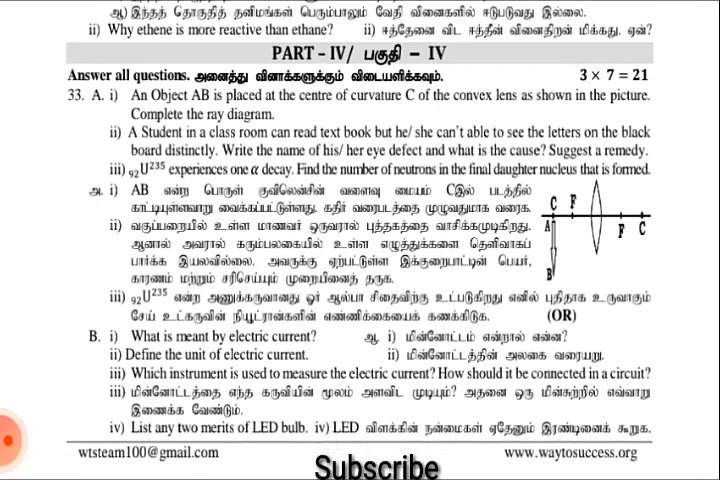 ஆ) இந்தத் தொகுதித் தனிமங்கள் பெரும்பாலும் வேதி வினைகளில் ஈடுபடுவது இல்லை.
ii) Why ethene is more reactive than ethane? ii) ஈத்தேனை விட ஈத்தீன் வினைதிறன் மிக்கது. ஏன்?
PART - IV/ பகுதி – IV
Answer all questions. அனைத்து வினாக்களுக்கும் விடையளிக்கவும். 3 × 7 = 21
33. A. i) An Object AB is placed at the centre of curvature C of the convex lens as shown in the picture.
Complete the ray diagram.
ii) A Student in a class room can read text book but he/ she can't able to see the letters on the black
board distinctly. Write the name of his/ her eye defect and what is the cause? Suggest a remedy.
iii) ₉₂U²³⁵ experiences one α decay. Find the number of neutrons in the final daughter nucleus that is formed.
அ. i) AB என்ற பொருள் குவிலென்சின் வளைவு மையம் Cஇல் படத்தில்
காட்டியுள்ளவாறு வைக்கப்பட்டுள்ளது. கதிர் வரைபடத்தை முழுவதுமாக வரைக.
ii) வகுப்பறையில் உள்ள மாணவர் ஒருவரால் புத்தகத்தை வாசிக்கமுடிகிறது.
ஆனால் அவரால் கரும்பலகையில் உள்ள எழுத்துக்களை தெளிவாகப்
பார்க்க இயலவில்லை. அவருக்கு ஏற்பட்டுள்ள இக்குறைபாட்டின் பெயர்,
காரணம் மற்றும் சரிசெய்யும் முறையினைத் தருக.
C F
A F C
B
iii) ₉₂U²³⁵ என்ற அணுக்கருவானது ஓர் ஆல்பா சிதைவிற்கு உட்படுகிறது எனில் புதிதாக உருவாகும்
சேய் உட்கருவின் நியூட்ரான்களின் எண்ணிக்கையைக் கணக்கிடுக. (OR)
B. i) What is meant by electric current? ஆ. i) மின்னோட்டம் என்றால் என்ன?
ii) Define the unit of electric current. ii) மின்னோட்டத்தின் அலகை வரையறு.
iii) Which instrument is used to measure the electric current? How should it be connected in a circuit?
iii) மின்னோட்டத்தை எந்த கருவியின் மூலம் அளவிட முடியும்? அதனை ஒரு மின்சுற்றில் எவ்வாறு
இணைக்க வேண்டும்.
iv) List any two merits of LED bulb. iv) LED விளக்கின் நன்மைகள் ஏதேனும் இரண்டினைக் கூறுக.
wtsteam100@gmail.com www.waytosuccess.org
Subscribe